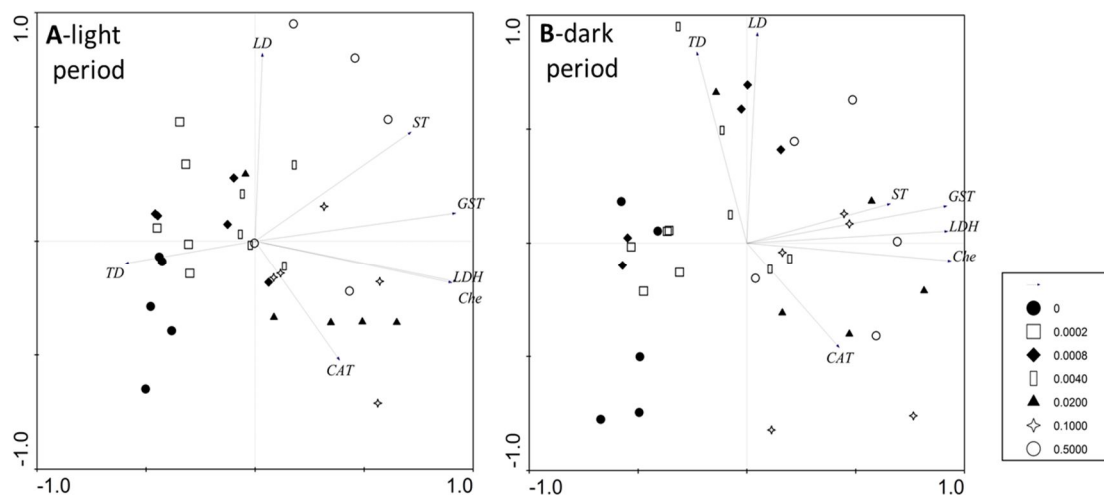 1.0
A-light
period
LD
ST
GST
TD
LDH
Che
CAT
-1.0
-1.0
1.0
1.0
B-dark
period
TD
LD
ST
GST
LDH
Che
CAT
-1.0
-1.0
1.0
0
0.0002
0.0008
0.0040
0.0200
0.1000
0.5000